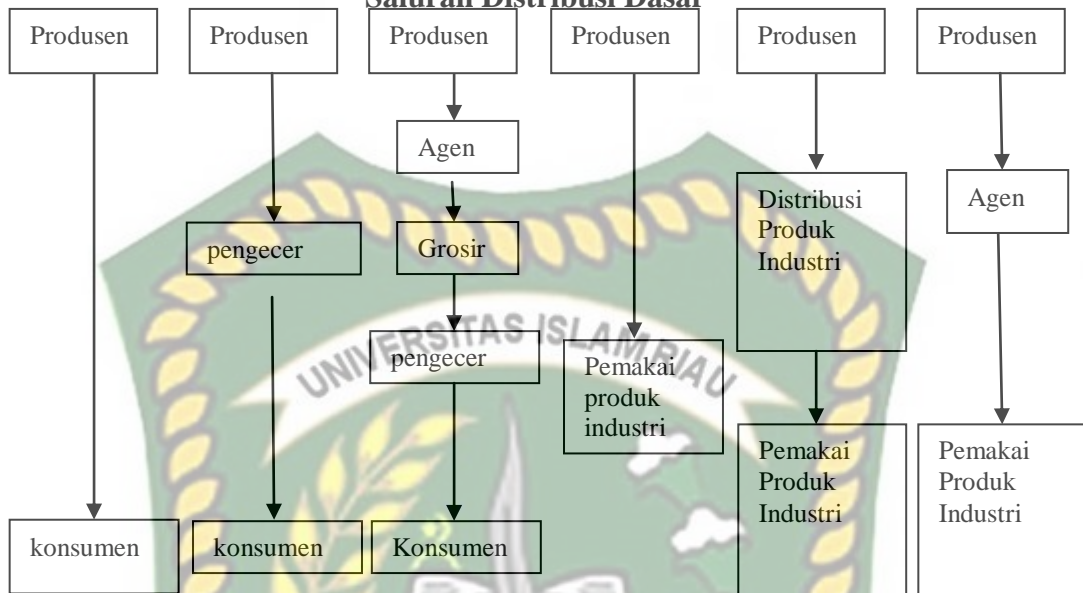 Saluran Distribusi Dasar
Produsen
Produsen
Produsen
Produsen
Produsen
Produsen
Agen
Distribusi
Produk
Industri
Agen
pengecer
Grosir
UNIVERSITAS ISLAM RIAU
pengecer
Pemakai
produk
industri
Pemakai
Produk
Industri
Pemakai
Produk
Industri
konsumen
konsumen
Konsumen